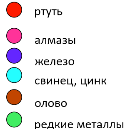 ртуть
алмазы
железо
свинец, цинк
олово
редкие металлы